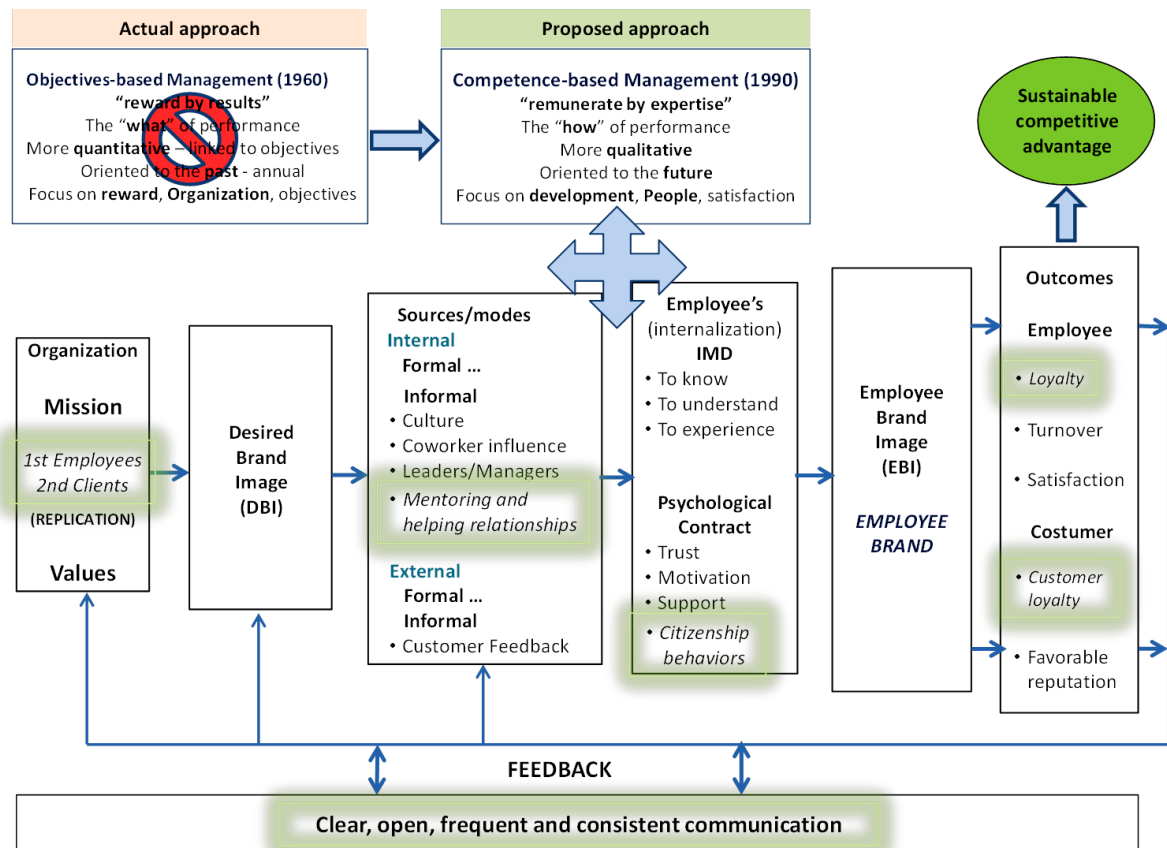 Actual approach
Objectives-based Management (1960)
“reward by results”
The “what” of performance
More quantitative – linked to objectives
Oriented to the past - annual
Focus on reward, Organization, objectives
Proposed approach
Competence-based Management (1990)
“remunerate by expertise”
The “how” of performance
More qualitative
Oriented to the future
Focus on development, People, satisfaction
Sustainable
competitive
advantage
Organization
Mission
1st Employees
2nd Clients
(REPLICATION)
Values
Desired
Brand
Image
(DBI)
Sources/modes
Internal
Formal ...
Informal
• Culture
• Coworker influence
• Leaders/Managers
• Mentoring and
helping relationships
External
Formal ...
Informal
• Customer Feedback
Employee’s
(internalization)
IMD
• To know
• To understand
• To experience
Psychological
Contract
• Trust
• Motivation
• Support
• Citizenship
behaviors
Employee
Brand
Image
(EBI)
EMPLOYEE
BRAND
Outcomes
Employee
• Loyalty
• Turnover
• Satisfaction
Costumer
• Customer
loyalty
• Favorable
reputation
FEEDBACK
Clear, open, frequent and consistent communication